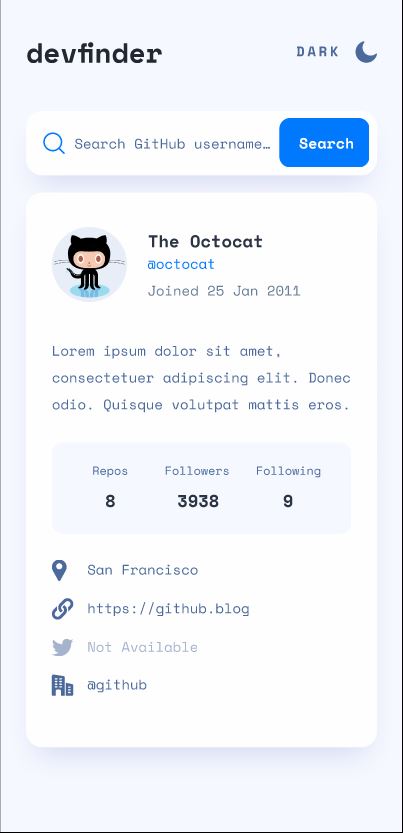 devfinder
DARK
Search GitHub username…
Search
The Octocat
@octocat
Joined 25 Jan 2011
Lorem ipsum dolor sit amet,
consectetuer adipiscing elit. Donec
odio. Quisque volutpat mattis eros.
Repos Followers Following
8 3938 9
San Francisco
https://github.blog
Not Available
@github